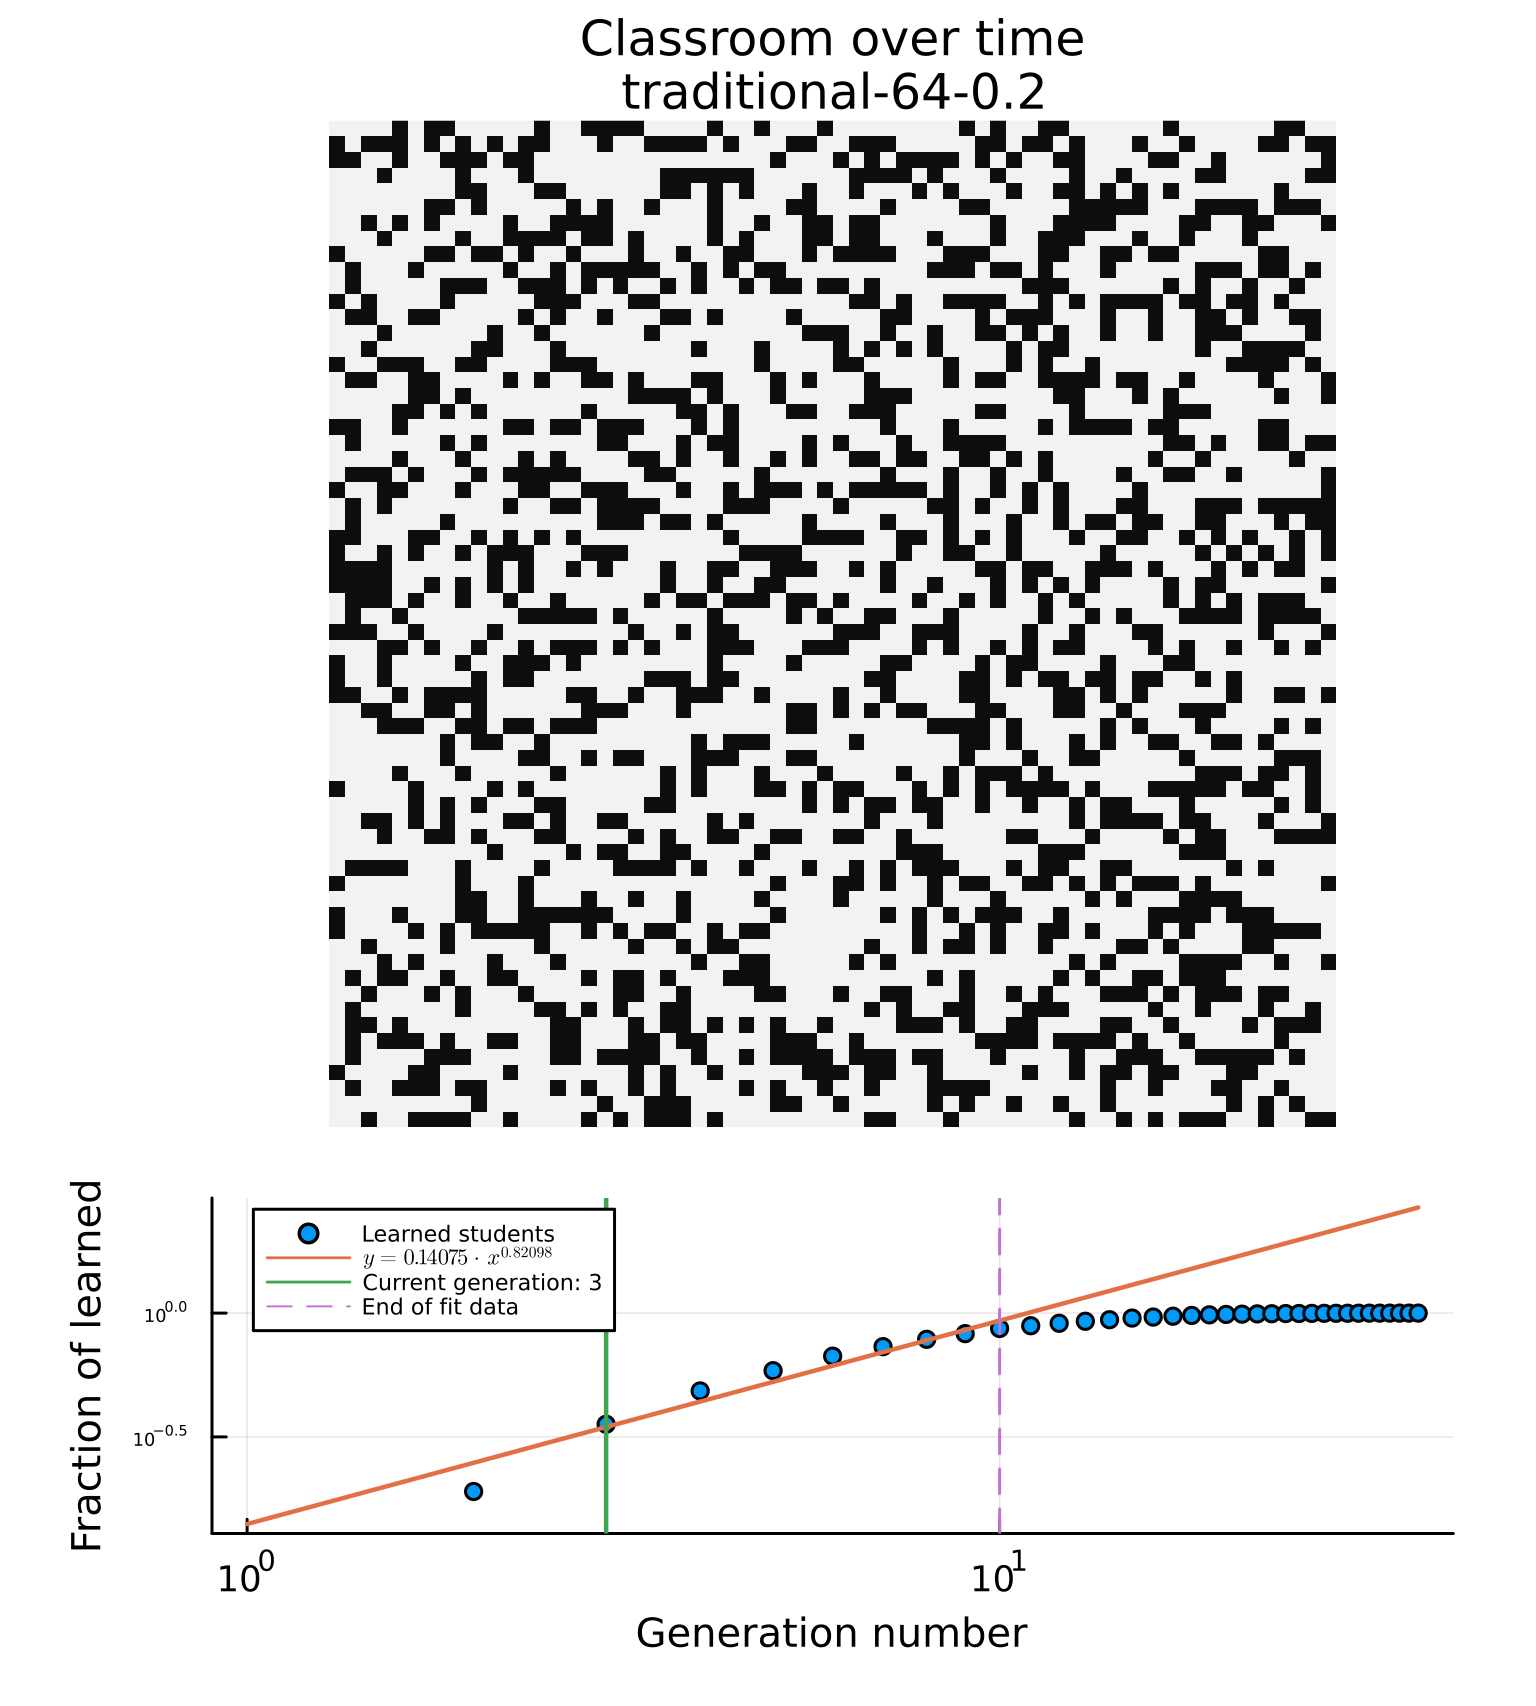 Classroom over time
traditional-64-0.2
Fraction of learned
Learned students
y = 0.14075 · x^0.82098
Current generation: 3
End of fit data
10^0.0
10^−0.5
10^0
10^1
Generation number